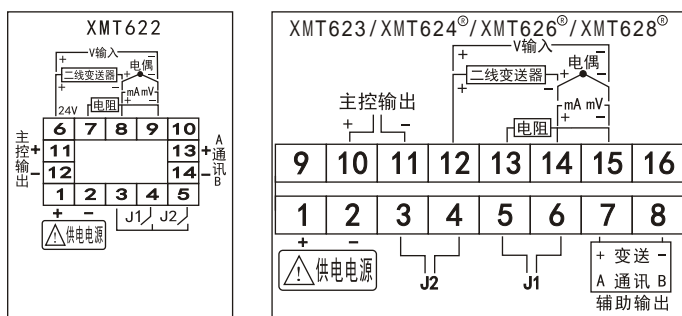 XMT622
V输入
+ −
电偶
二线变送器 + −
+ −
mA mV
24V 电阻 + −
6 7 8 9 10
主控输出 + − 11 12
13 14 + − A 通讯 B
1 2 3 4 5
+ − J1 J2
供电电源
XMT623/XMT624®/XMT626®/XMT628®
V输入
+ −
电偶
二线变送器 + −
+ −
主控输出
mA mV
+ −
+ −
电阻
9 10 11 12 13 14 15 16
1 2 3 4 5 6 7 8
+ −
供电电源
J2 J1
+ 变送 −
A 通讯 B
辅助输出